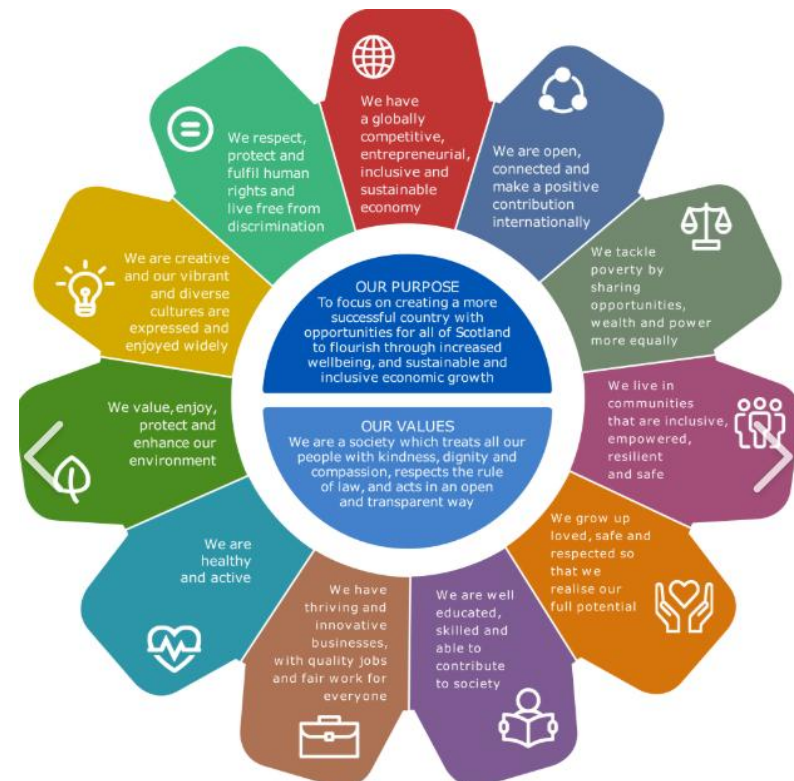 We have
a globally
competitive,
entrepreneurial,
inclusive and
sustainable
economy
We are open,
connected and
make a positive
contribution
internationally
We tackle
poverty by
sharing
opportunities,
wealth and power
more equally
We live in
communities
that are inclusive,
empowered,
resilient
and safe
We grow up
loved, safe and
respected so
that we
realise our
full potential
We are well
educated,
skilled and
able to
contribute
to society
We have
thriving and
innovative
businesses,
with quality jobs
and fair work for
everyone
We are
healthy
and active
We value, enjoy,
protect and
enhance our
environment
We are creative
and our vibrant
and diverse
cultures are
expressed and
enjoyed widely
We respect,
protect and
fulfil human
rights and
live free from
discrimination
OUR PURPOSE
To focus on creating a more
successful country with
opportunities for all of Scotland
to flourish through increased
wellbeing, and sustainable and
inclusive economic growth
OUR VALUES
We are a society which treats all our
people with kindness, dignity and
compassion, respects the rule
of law, and acts in an open
and transparent way